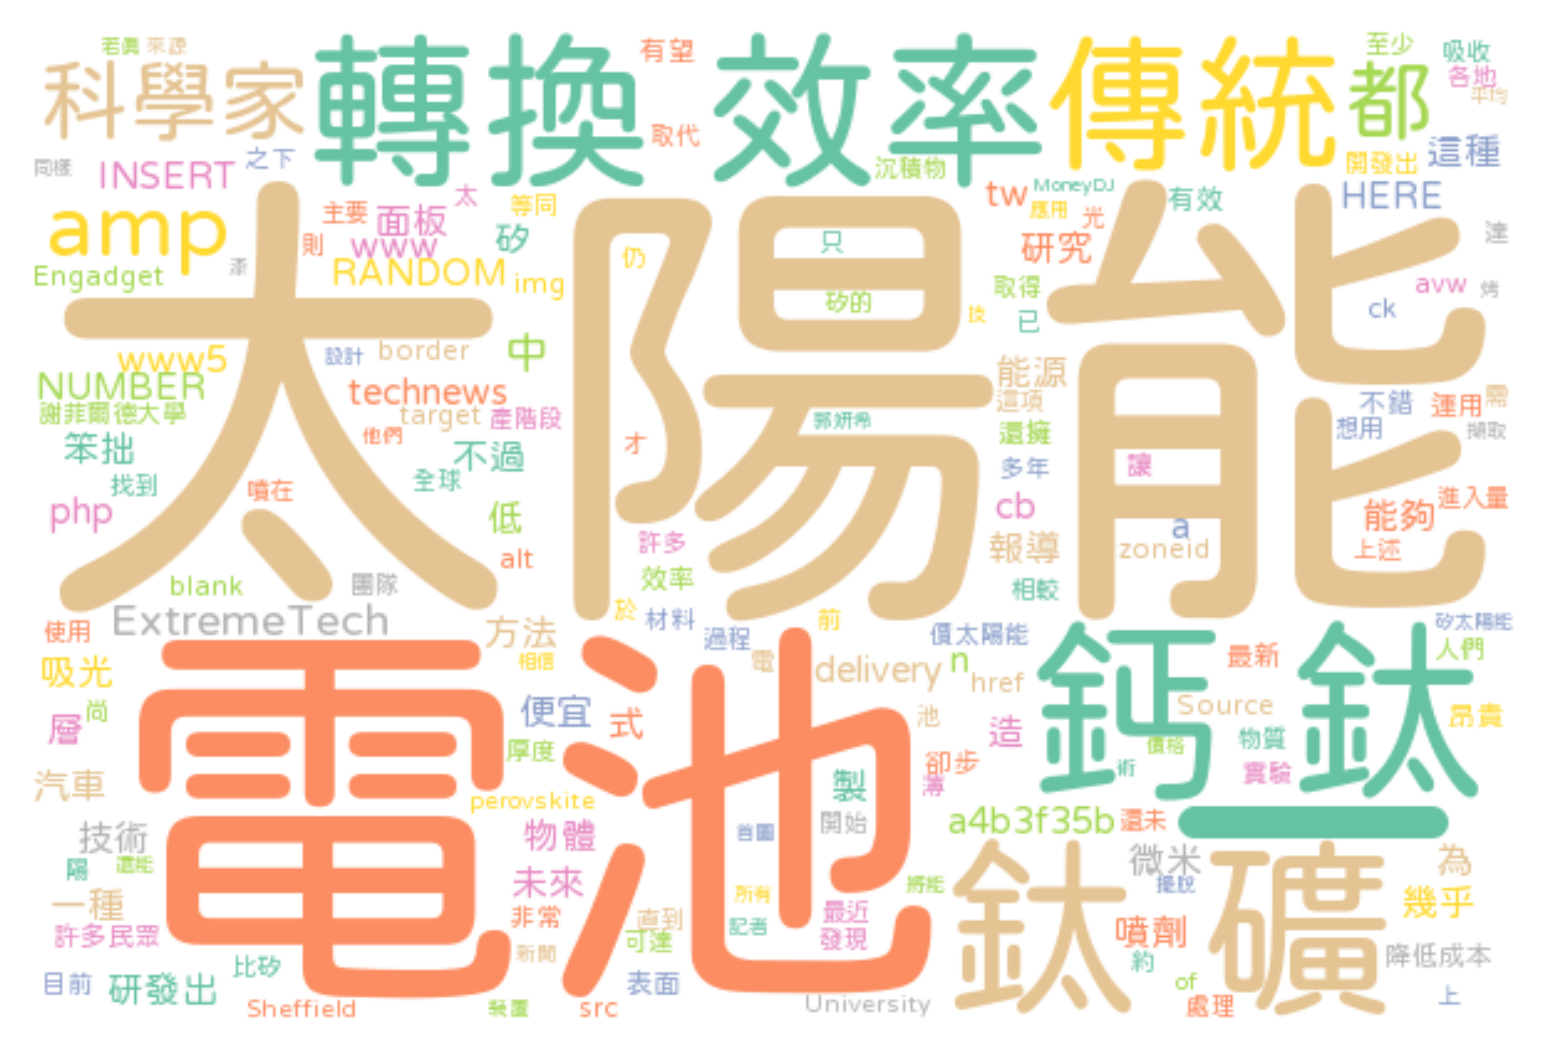 若真 來源
科學家
轉換 效率
有望
取代
傳統
至少
都
吸收
各地
平均
同樣
INSERT
之下
沉積物
開發出
這種
amp
太
主要
面板
等同
則
www
矽
tw
MoneyDJ
應用
光
有效
HERE
研究
達
Engadget
漆
RANDOM
img
仍
只
矽的
取得
已
技
avw
烤
ck
太陽能
www5
設計
border
中
NUMBER
technews
謝菲爾德大學
target
產階段
他們
笨拙
不過
找到
全球
噴在
php
低
alt
郭妍希
才
能源
這項
還擁
多年
cb
讓
a
zoneid
報導
不錯
運用
需
想用
擷取
能夠
進入量
上述
許多
效率
blank
團隊
相較
ExtremeTech
於
材料
前
使用
方法
過程
價太陽能
矽太陽能
人們
吸光
相信
電
delivery
n
href
最新
電池
鈣 鈦
尚
層
便宜
式
池
造
Source
昂貴
厚度
價格
物質
術
實驗
汽車
perovskite
製
卻步
薄
技術
物體
首圖
開始
a4b3f35b
還未
一
陽
還能
未來
所有
將能
鈦 礦
微米
擺脫
為
一種
非常
直到
最近
發現
幾乎
許多民眾
可達
記者
噴劑
約
降低成本
目前
研發出
比矽
新聞
表面
of
上
Sheffield
裝置
src
University
處理